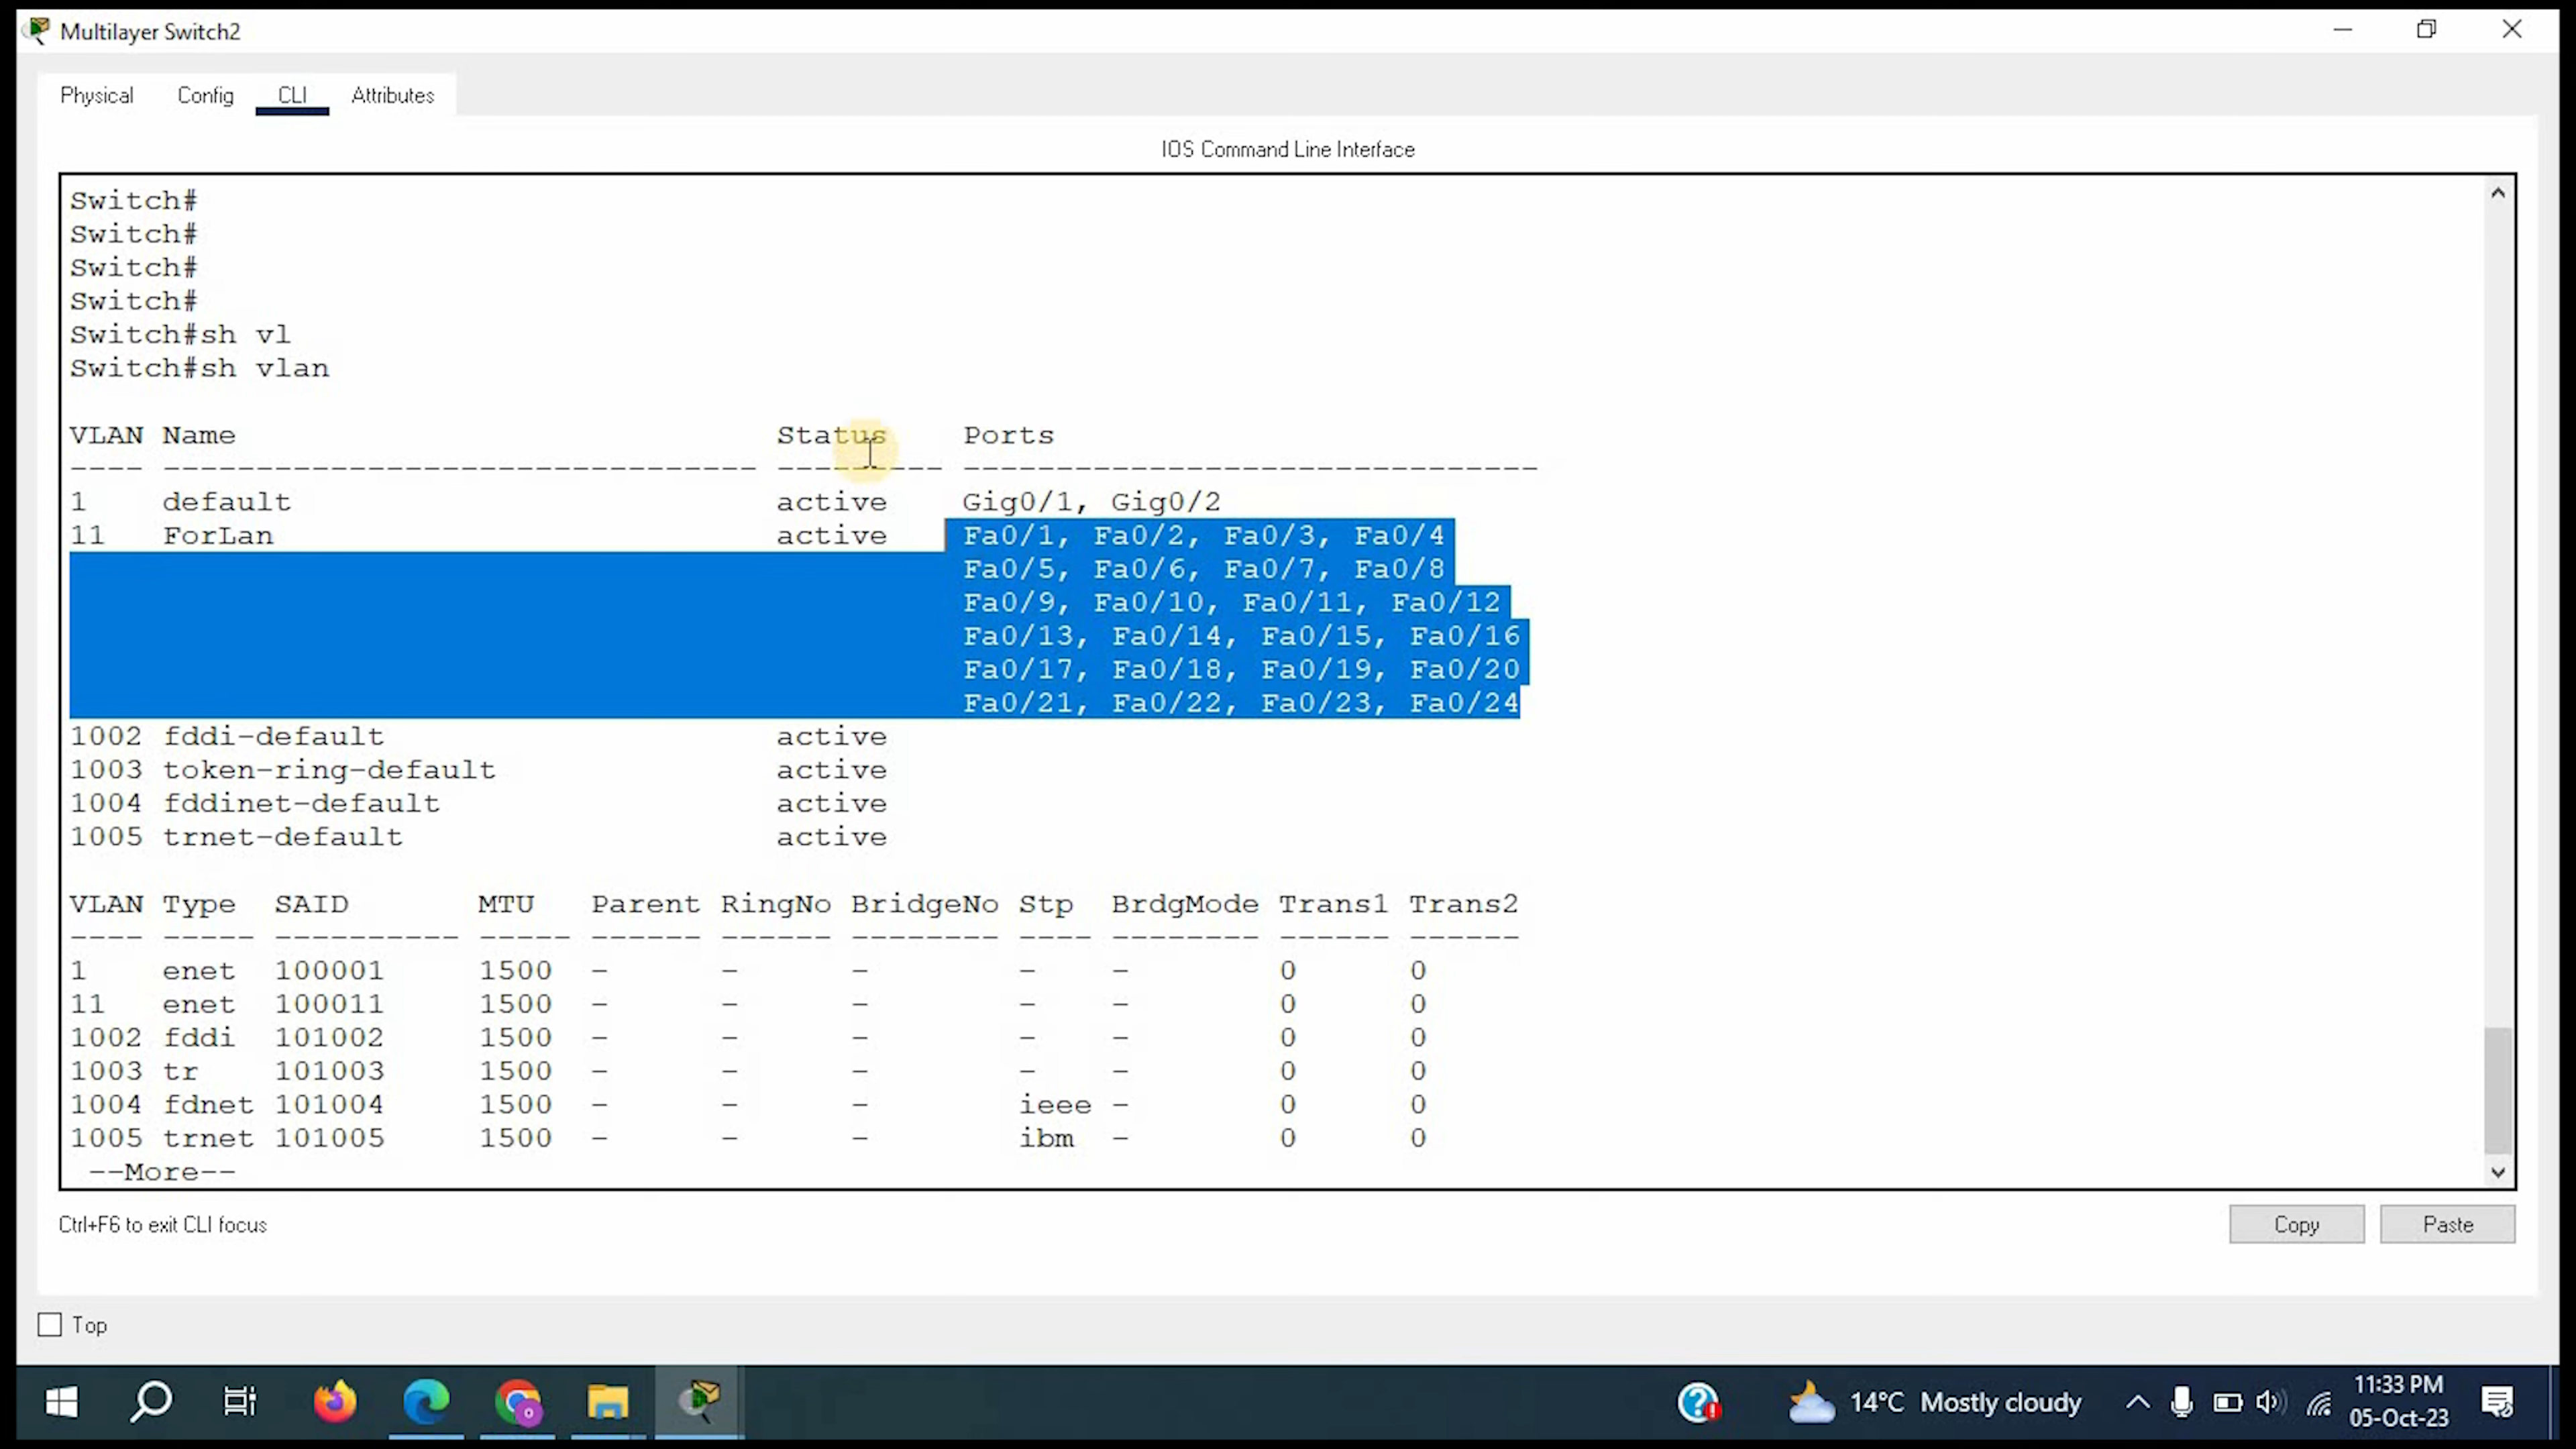 Multilayer Switch2
Physical Config CLI Attributes
IOS Command Line Interface
Switch#
Switch#
Switch#
Switch#
Switch#sh vl
Switch#sh vlan
VLAN Name Status Ports
---- -------------------------------- --------- -------------------------------
1 default active Gig0/1, Gig0/2
11 ForLan active Fa0/1, Fa0/2, Fa0/3, Fa0/4
Fa0/5, Fa0/6, Fa0/7, Fa0/8
Fa0/9, Fa0/10, Fa0/11, Fa0/12
Fa0/13, Fa0/14, Fa0/15, Fa0/16
Fa0/17, Fa0/18, Fa0/19, Fa0/20
Fa0/21, Fa0/22, Fa0/23, Fa0/24
1002 fddi-default active
1003 token-ring-default active
1004 fddinet-default active
1005 trnet-default active
VLAN Type SAID MTU Parent RingNo BridgeNo Stp BrdgMode Trans1 Trans2
---- ----- ---------- ----- ------ ------ -------- ---- -------- ------ ------
1 enet 100001 1500 - - - - - 0 0
11 enet 100011 1500 - - - - - 0 0
1002 fddi 101002 1500 - - - - - 0 0
1003 tr 101003 1500 - - - - - 0 0
1004 fdnet 101004 1500 - - - ieee - 0 0
1005 trnet 101005 1500 - - - ibm - 0 0
--More--
Ctrl+F6 to exit CLI focus
Copy Paste
Top
14°C Mostly cloudy
11:33 PM
05-Oct-23